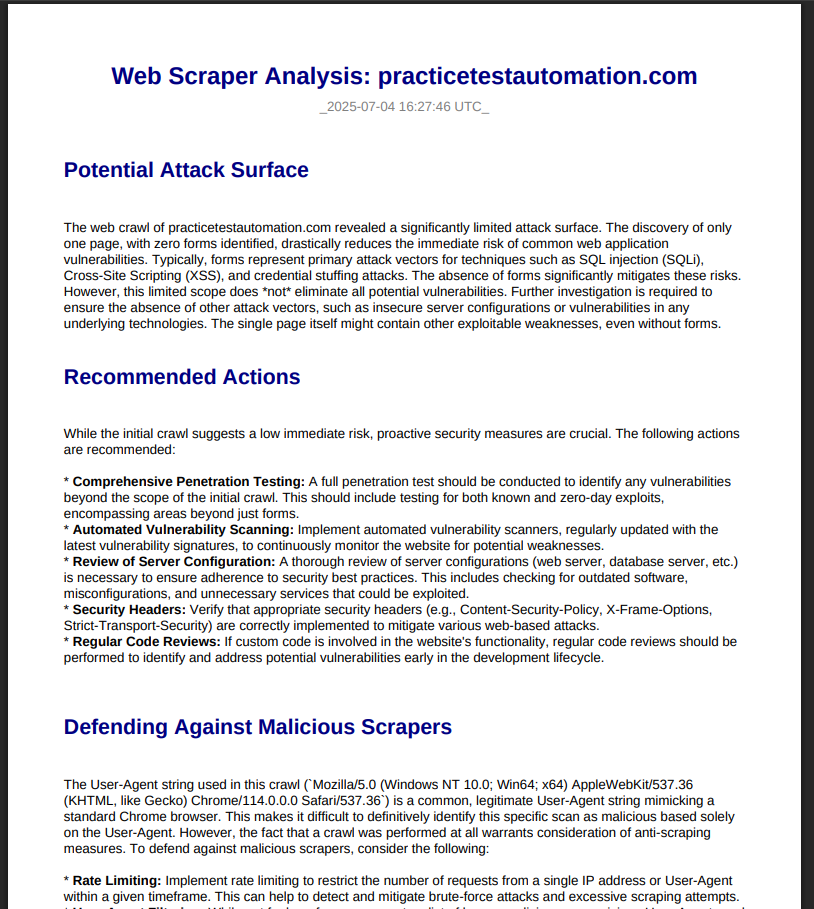 Web Scraper Analysis: practicetestautomation.com
_2025-07-04 16:27:46 UTC_
Potential Attack Surface
The web crawl of practicetestautomation.com revealed a significantly limited attack surface. The discovery of only
one page, with zero forms identified, drastically reduces the immediate risk of common web application
vulnerabilities. Typically, forms represent primary attack vectors for techniques such as SQL injection (SQLi),
Cross-Site Scripting (XSS), and credential stuffing attacks. The absence of forms significantly mitigates these risks.
However, this limited scope does *not* eliminate all potential vulnerabilities. Further investigation is required to
ensure the absence of other attack vectors, such as insecure server configurations or vulnerabilities in any
underlying technologies. The single page itself might contain other exploitable weaknesses, even without forms.
Recommended Actions
While the initial crawl suggests a low immediate risk, proactive security measures are crucial. The following actions
are recommended:
* Comprehensive Penetration Testing: A full penetration test should be conducted to identify any vulnerabilities
beyond the scope of the initial crawl. This should include testing for both known and zero-day exploits,
encompassing areas beyond just forms.
* Automated Vulnerability Scanning: Implement automated vulnerability scanners, regularly updated with the
latest vulnerability signatures, to continuously monitor the website for potential weaknesses.
* Review of Server Configuration: A thorough review of server configurations (web server, database server, etc.)
is necessary to ensure adherence to security best practices. This includes checking for outdated software,
misconfigurations, and unnecessary services that could be exploited.
* Security Headers: Verify that appropriate security headers (e.g., Content-Security-Policy, X-Frame-Options,
Strict-Transport-Security) are correctly implemented to mitigate various web-based attacks.
* Regular Code Reviews: If custom code is involved in the website's functionality, regular code reviews should be
performed to identify and address potential vulnerabilities early in the development lifecycle.
Defending Against Malicious Scrapers
The User-Agent string used in this crawl (`Mozilla/5.0 (Windows NT 10.0; Win64; x64) AppleWebKit/537.36
(KHTML, like Gecko) Chrome/114.0.0.0 Safari/537.36`) is a common, legitimate User-Agent string mimicking a
standard Chrome browser. This makes it difficult to definitively identify this specific scan as malicious based solely
on the User-Agent. However, the fact that a crawl was performed at all warrants consideration of anti-scraping
measures. To defend against malicious scrapers, consider the following:
* Rate Limiting: Implement rate limiting to restrict the number of requests from a single IP address or User-Agent
within a given timeframe. This can help to detect and mitigate brute-force attacks and excessive scraping attempts.